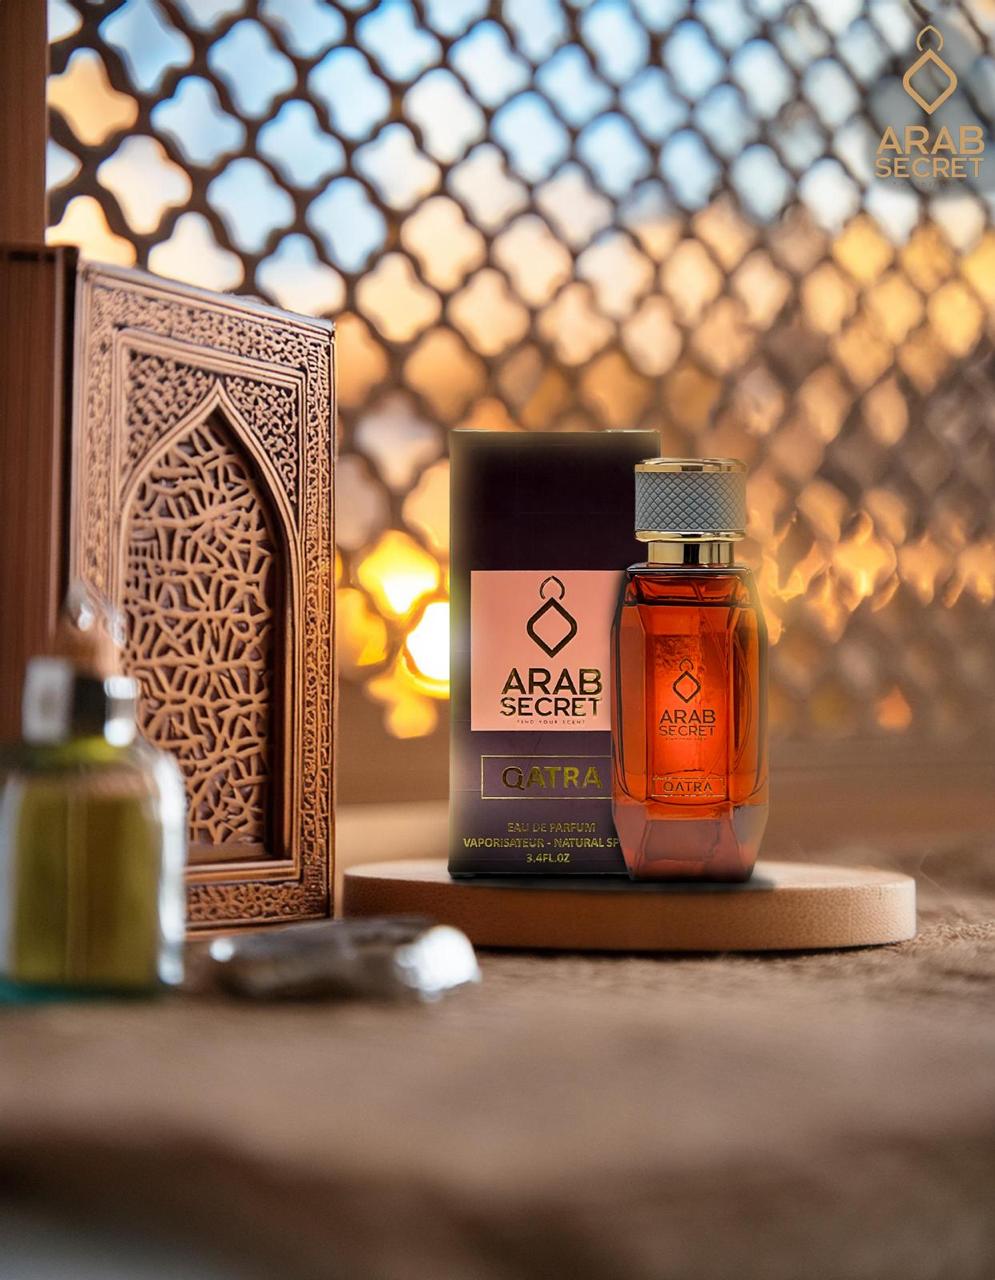 ARAB
SECRET
ARAB
SECRET
FIND YOUR SCENT
QATRA
EAU DE PARFUM
VAPORISATEUR - NATURAL SP
3.4FL.OZ
ARAB
SECRET
QATRA